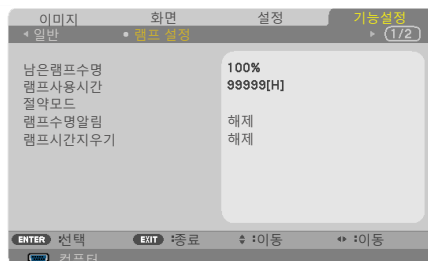 이미지 화면 설정 기능설정
◂ 일반 • 램프 설정 ▸ (1/2)
남은램프수명 100%
램프사용시간 99999[H]
절약모드
램프수명알림 해제
램프시간지우기 해제
ENTER :선택 EXIT :종료 :이동 :이동
컴퓨터